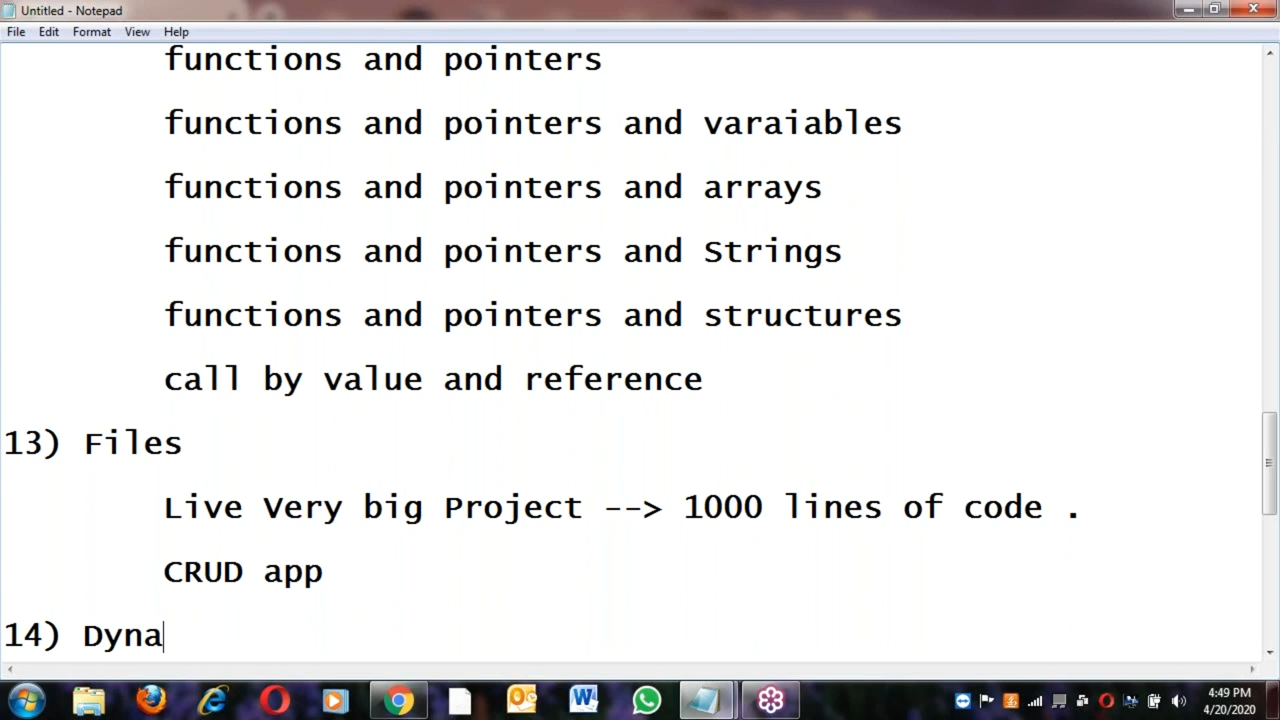 Untitled - Notepad
File Edit Format View Help
functions and pointers
functions and pointers and varaiables
functions and pointers and arrays
functions and pointers and Strings
functions and pointers and structures
call by value and reference
13) Files
Live Very big Project --> 1000 lines of code .
CRUD app
14) Dyna
4:49 PM
4/20/2020